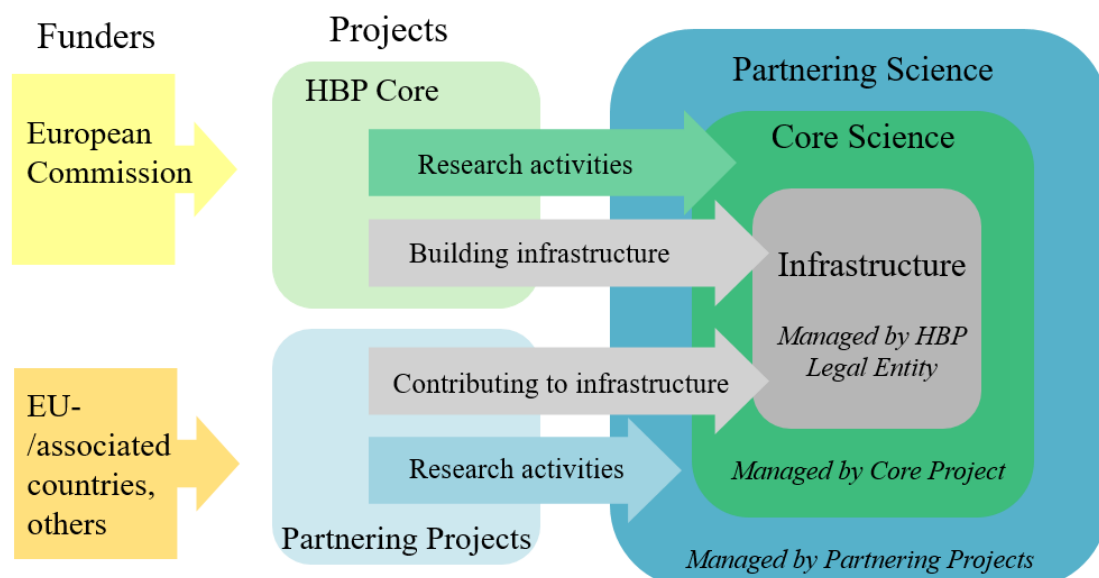 Funders
European
Commission
EU-
/associated
countries,
others
Projects
HBP Core
Research activities
Building infrastructure
Contributing to infrastructure
Research activities
Partnering Projects
Partnering Science
Core Science
Infrastructure
Managed by HBP
Legal Entity
Managed by Core Project
Managed by Partnering Projects